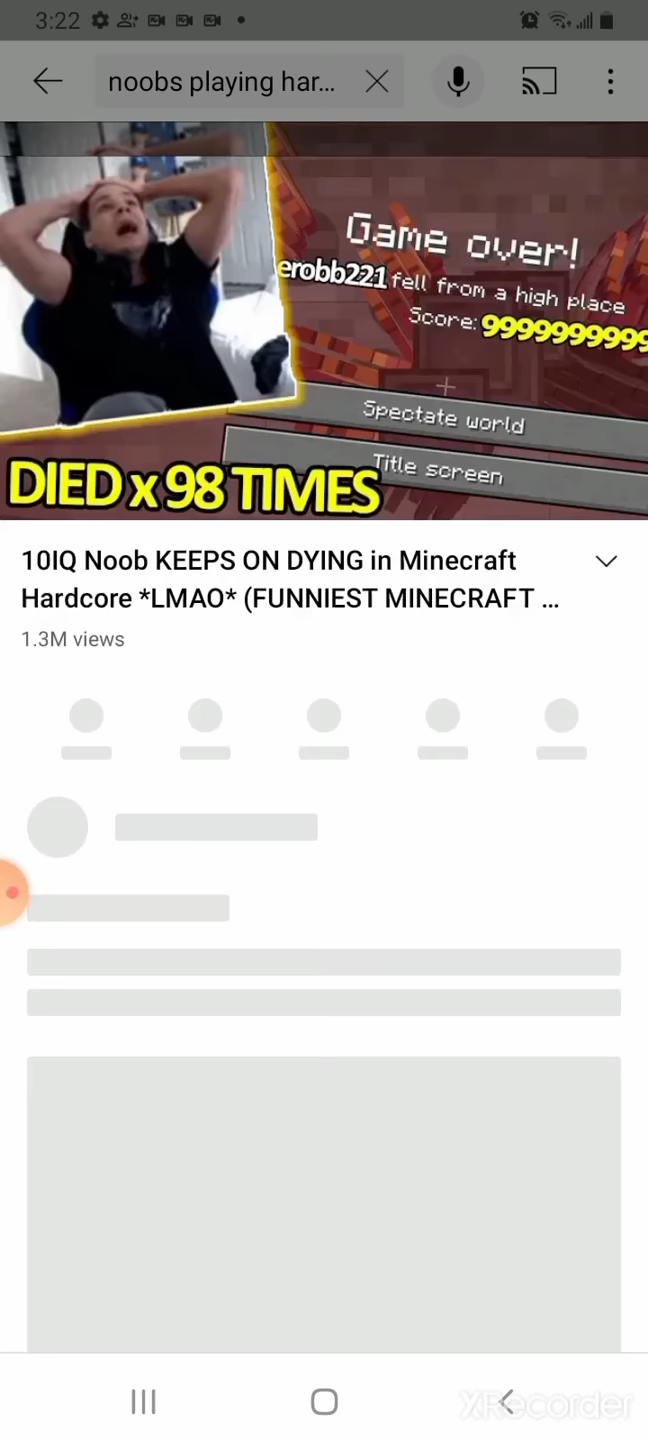 3:22
noobs playing har...
Game over!
erobb221 fell from a high place
Score: 9999999999
Spectate world
Title screen
DIED x 98 TIMES
10IQ Noob KEEPS ON DYING in Minecraft
Hardcore *LMAO* (FUNNIEST MINECRAFT ...
1.3M views
XRecorder